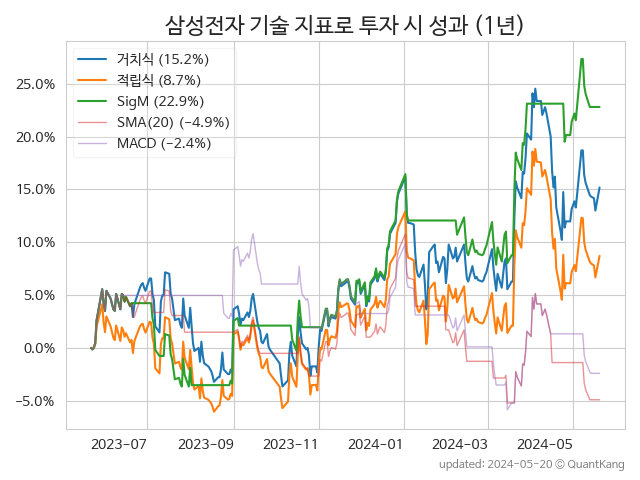 삼성전자 기술 지표로 투자 시 성과 (1년)
거치식 (15.2%)
적립식 (8.7%)
SigM (22.9%)
SMA(20) (−4.9%)
MACD (−2.4%)
25.0%
20.0%
15.0%
10.0%
5.0%
0.0%
−5.0%
2023-07 2023-09 2023-11 2024-01 2024-03 2024-05
updated: 2024-05-20 © QuantKang